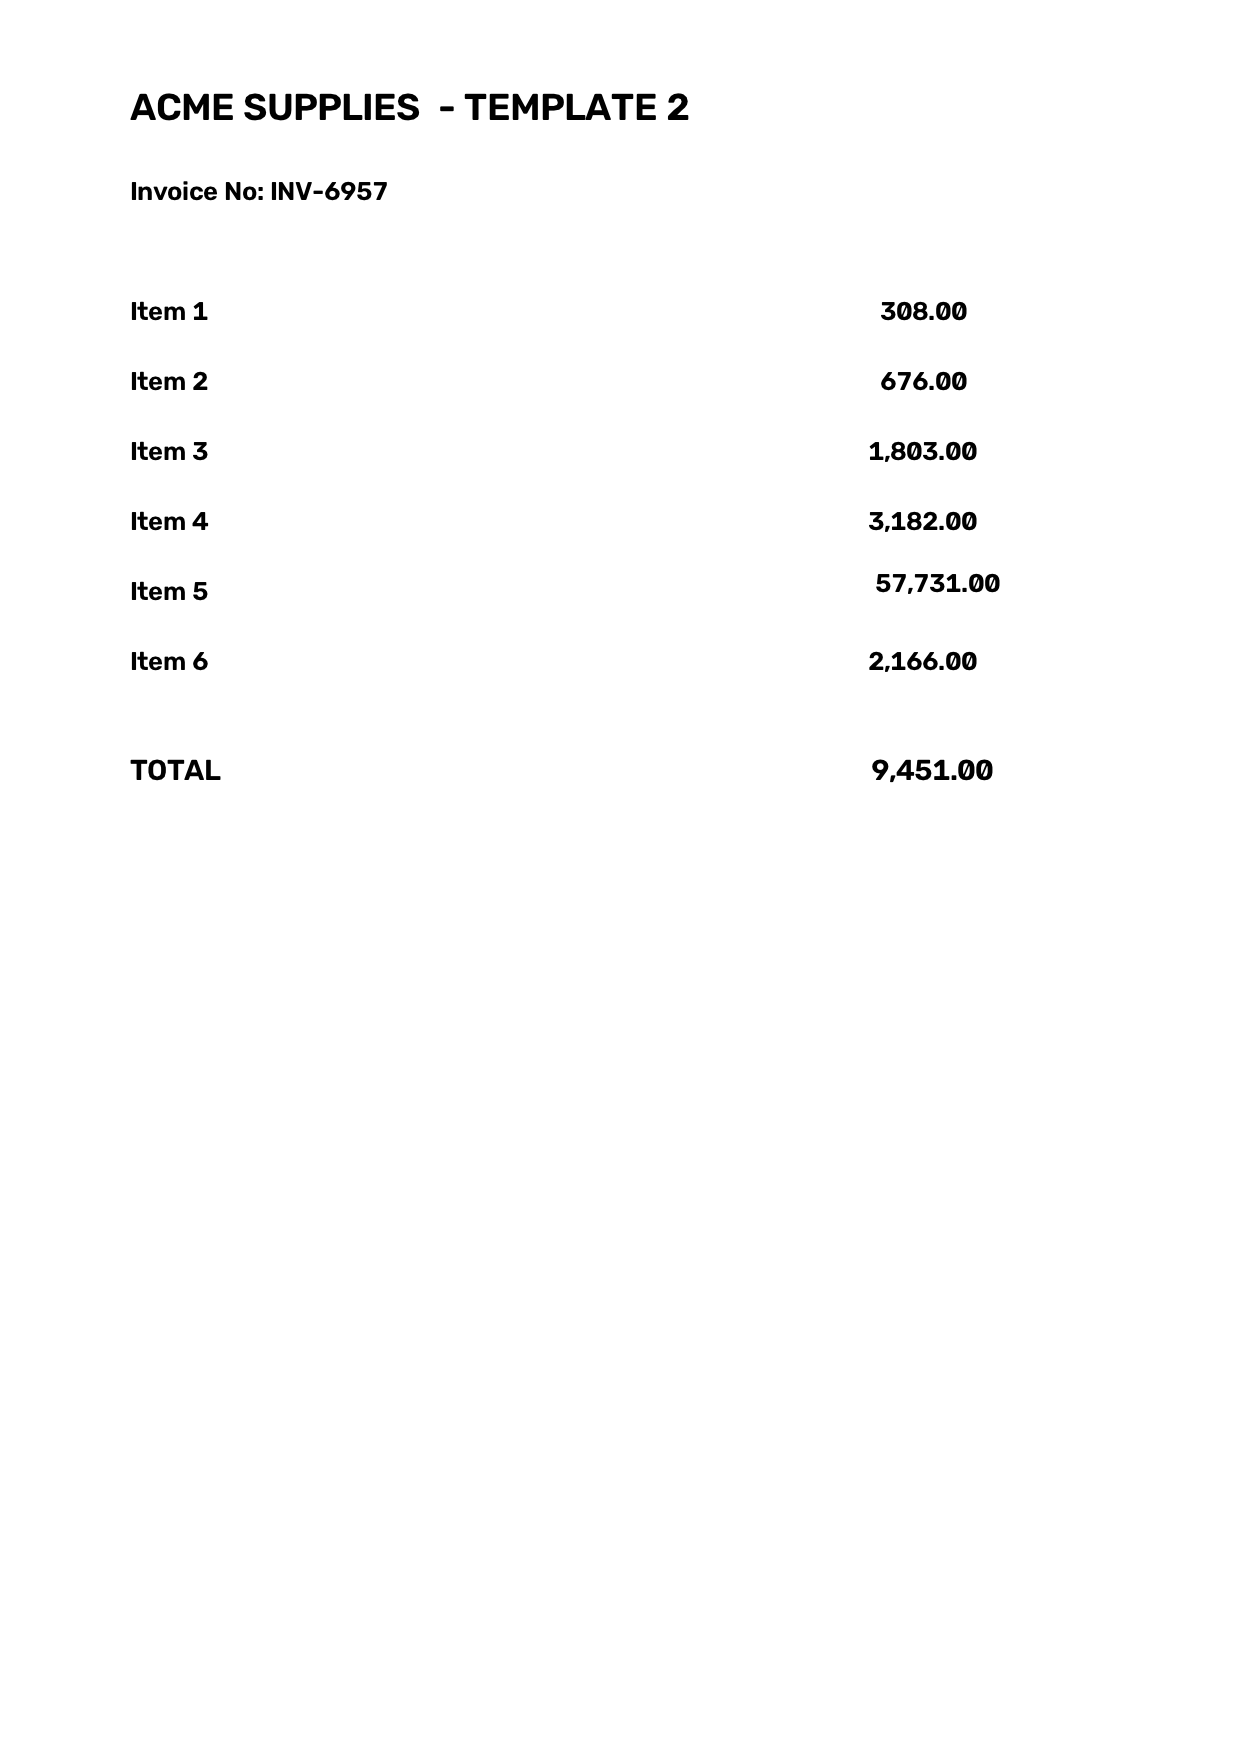 ACME SUPPLIES - TEMPLATE 2
Invoice No: INV-6957
Item 1 308.00
Item 2 676.00
Item 3 1,803.00
Item 4 3,182.00
Item 5 57,731.00
Item 6 2,166.00
TOTAL 9,451.00